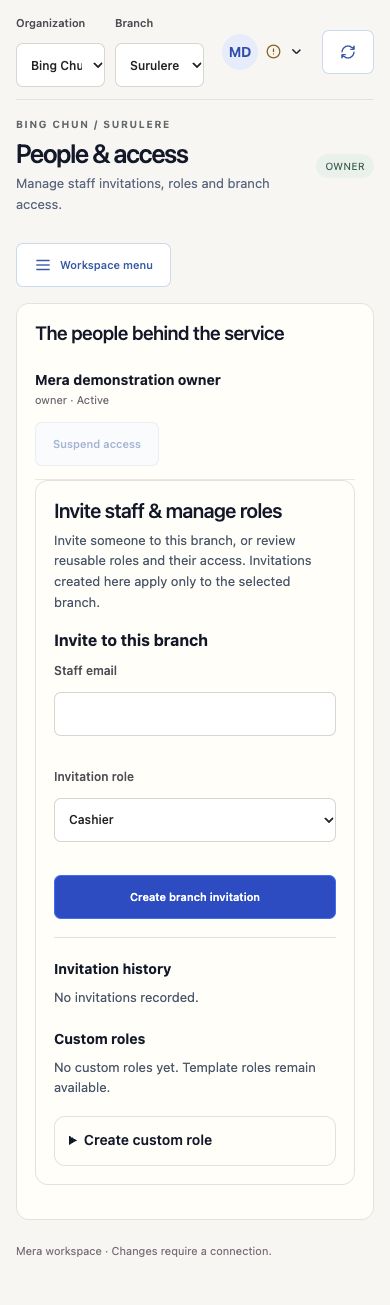 Organization Branch
Bing Chu Surulere MD
BING CHUN / SURULERE
People & access
Manage staff invitations, roles and branch
access.
OWNER
Workspace menu
The people behind the service
Mera demonstration owner
owner · Active
Suspend access
Invite staff & manage roles
Invite someone to this branch, or review
reusable roles and their access. Invitations
created here apply only to the selected
branch.
Invite to this branch
Staff email
Invitation role
Cashier
Create branch invitation
Invitation history
No invitations recorded.
Custom roles
No custom roles yet. Template roles remain
available.
Create custom role
Mera workspace · Changes require a connection.